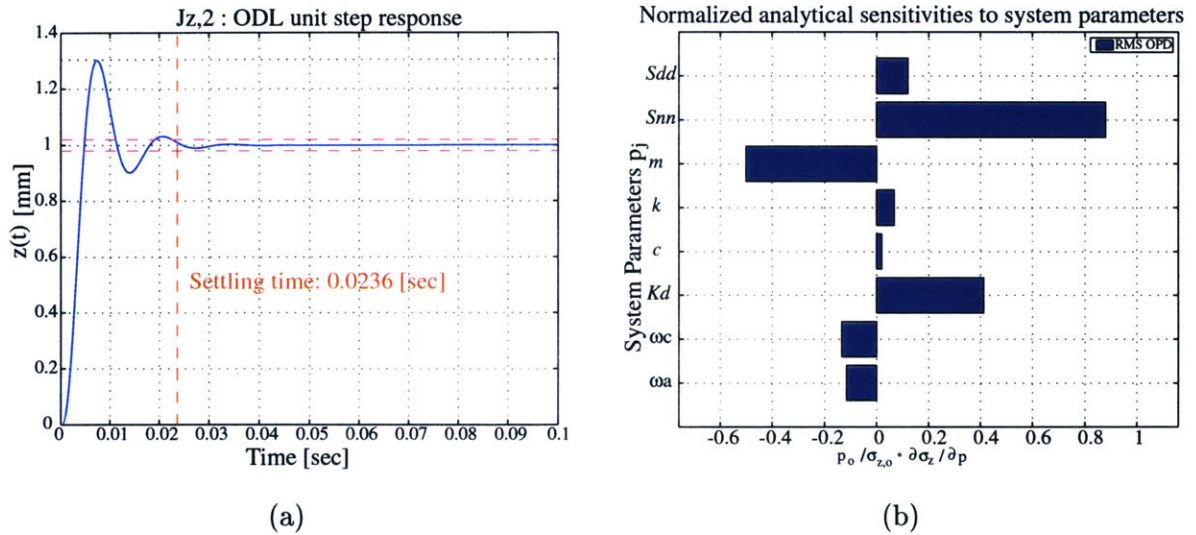 Jz,2 : ODL unit step response
1.4
1.2
1
0.8
0.6
0.4
0.2
0
z(t) [mm]
Settling time: 0.0236 [sec]
0 0.01 0.02 0.03 0.04 0.05 0.06 0.07 0.08 0.09 0.1
Time [sec]
(a)
Normalized analytical sensitivities to system parameters
RMS OPD
System Parameters p_j
Sdd
Snn
m
k
c
Kd
ωc
ωa
-0.6 -0.4 -0.2 0 0.2 0.4 0.6 0.8 1
p_o /σ_z,o * ∂σ_z / ∂p
(b)